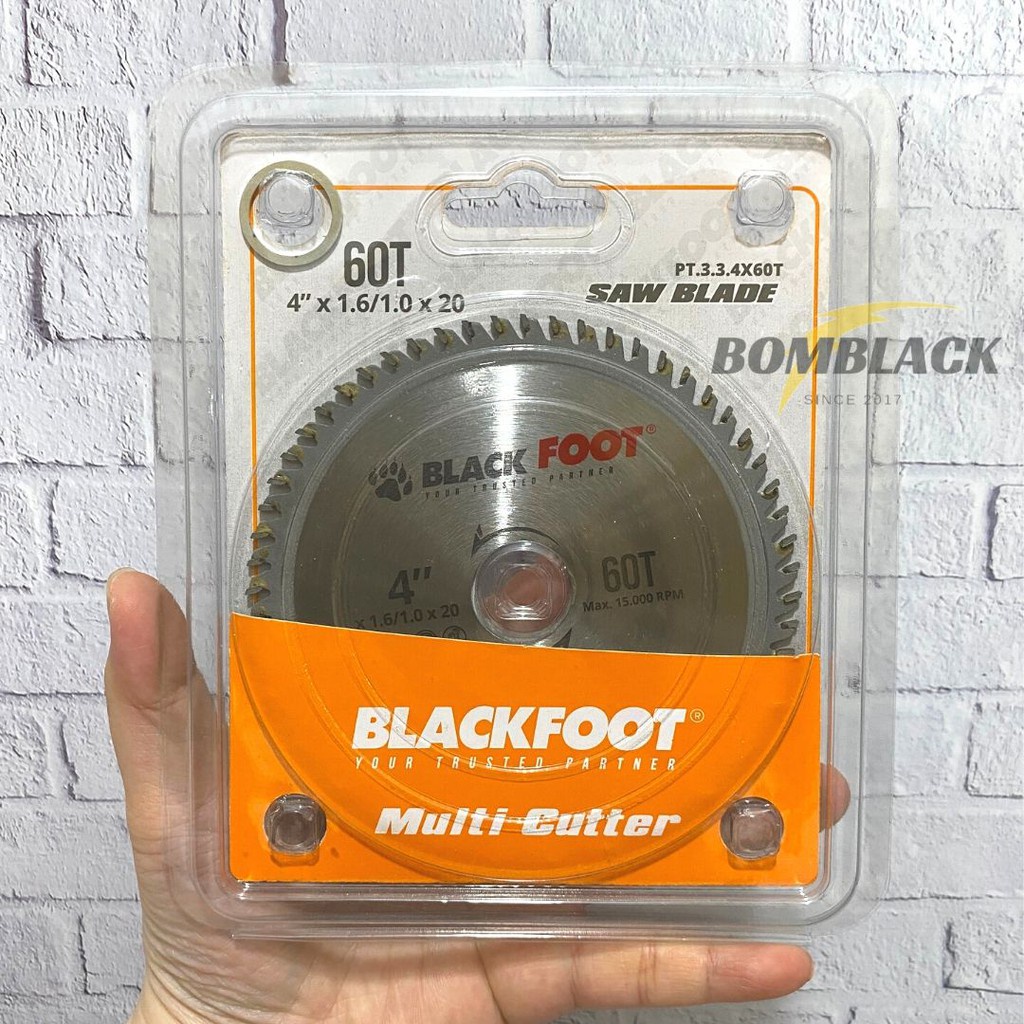 60T
4" x 1.6/1.0 x 20
PT.3.3.4X60T
SAW BLADE
BOMBLACK
SINCE 2017
BLACK FOOT®
YOUR TRUSTED PARTNER
4"
x 1.6/1.0 x 20
60T
Max. 15.000 RPM
BLACKFOOT®
YOUR TRUSTED PARTNER
Multi Cutter